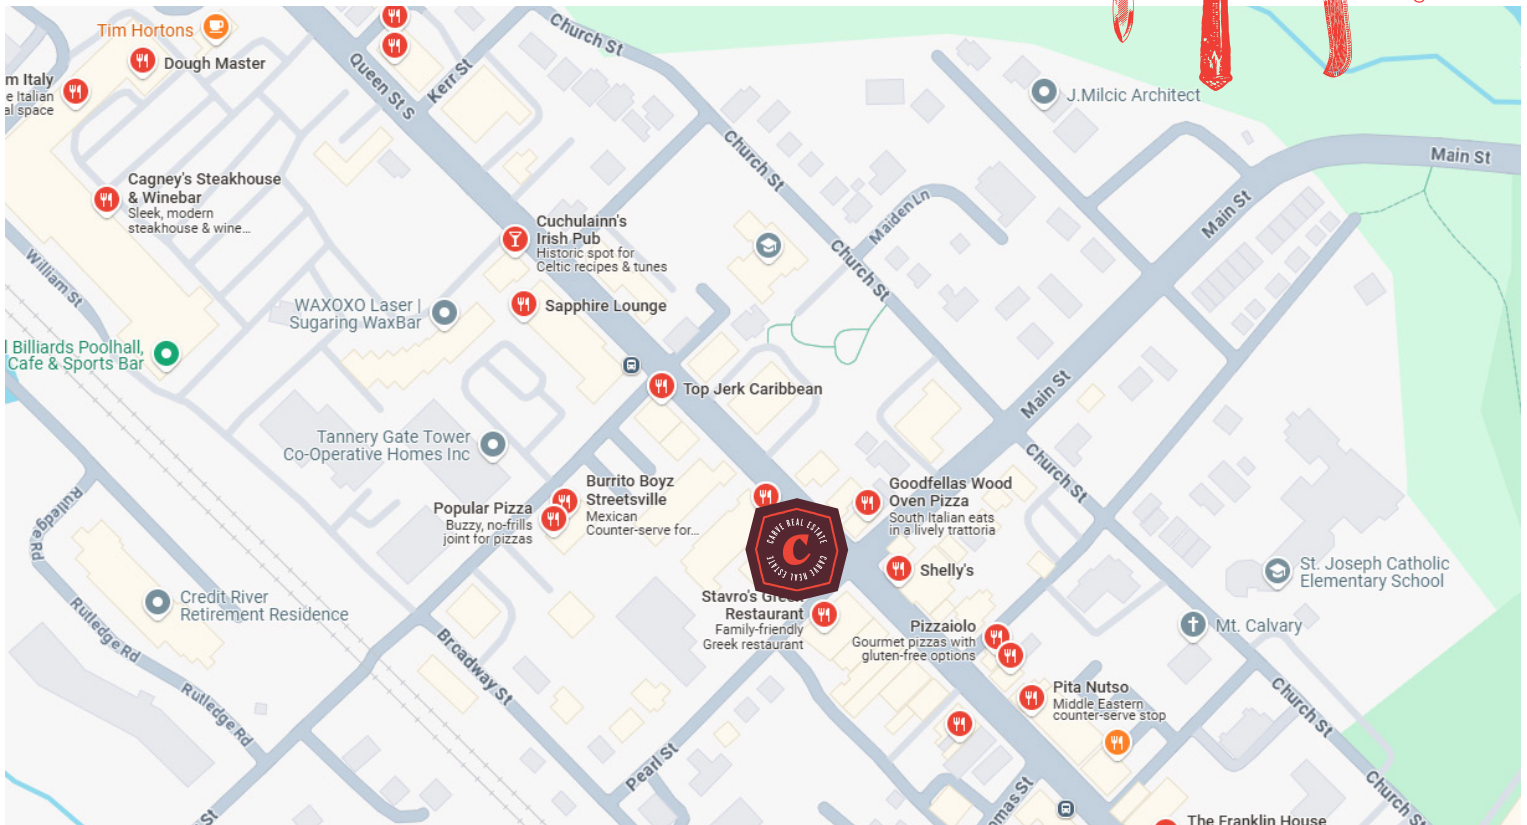 Tim Hortons
Dough Master
m Italy
e Italian
al space
Queen St S
Kerr St
Church St
J.Milcic Architect
Main St
Church St
Cagney's Steakhouse
& Winebar
Sleek, modern
steakhouse & wine...
Cuchulainn's
Irish Pub
Historic spot for
Celtic recipes & tunes
Maiden Ln
Main St
Church St
William St
WAXOXO Laser |
Sugaring WaxBar
Sapphire Lounge
l Billiards Poolhall,
Cafe & Sports Bar
Top Jerk Caribbean
Main St
Tannery Gate Tower
Co-Operative Homes Inc
Church St
Burrito Boyz
Streetsville
Mexican
Counter-serve for...
Popular Pizza
Buzzy, no-frills
joint for pizzas
Goodfellas Wood
Oven Pizza
South Italian eats
in a lively trattoria
CARVE REAL ESTATE
C
CARVE REAL ESTATE
Shelly's
Rutledge Rd
Credit River
Retirement Residence
Rutledge Rd
Stavro's Greek
Restaurant
Family-friendly
Greek restaurant
St. Joseph Catholic
Elementary School
Mt. Calvary
Pizzaiolo
Gourmet pizzas with
gluten-free options
Broadway St
Pita Nutso
Middle Eastern
counter-serve stop
Rutledge Rd
Church St
Pearl St
omas St
St
Church St
The Franklin House